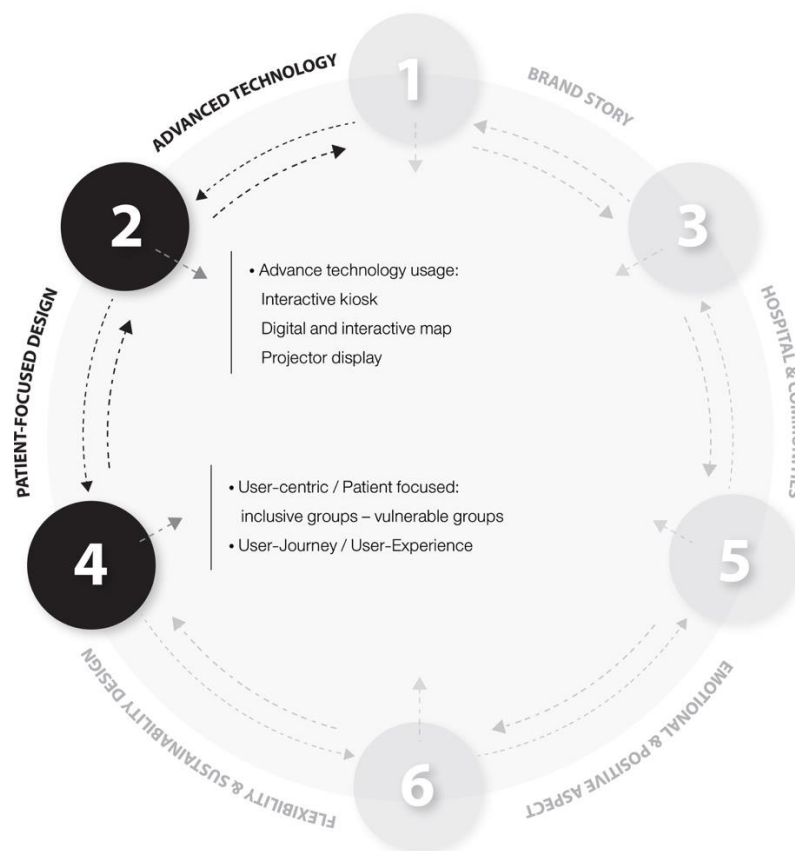 1
ADVANCED TECHNOLOGY
BRAND STORY
2
3
• Advance technology usage:
Interactive kiosk
Digital and interactive map
Projector display
PATIENT-FOCUSED DESIGN
HOSPITAL & COMMUNITIES
• User-centric / Patient focused:
inclusive groups – vulnerable groups
• User-Journey / User-Experience
4
5
FLEXIBILITY & SUSTAINABILITY DESIGN
EMOTIONAL & POSITIVE ASPECT
6